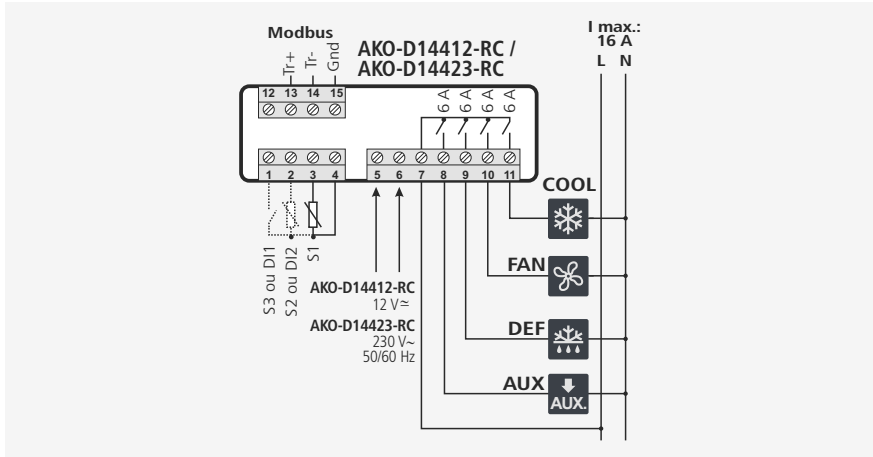 Modbus
AKO-D14412-RC /
AKO-D14423-RC
I max.:
16 A
L N
Tr+ Tr- Gnd
12 13 14 15
6 A 6 A 6 A 6 A
1 2 3 4 5 6 7 8 9 10 11
S3 ou DI1
S2 ou DI2
S1
COOL
FAN
DEF
AUX
AUX.
AKO-D14412-RC
12 V≂
AKO-D14423-RC
230 V~
50/60 Hz